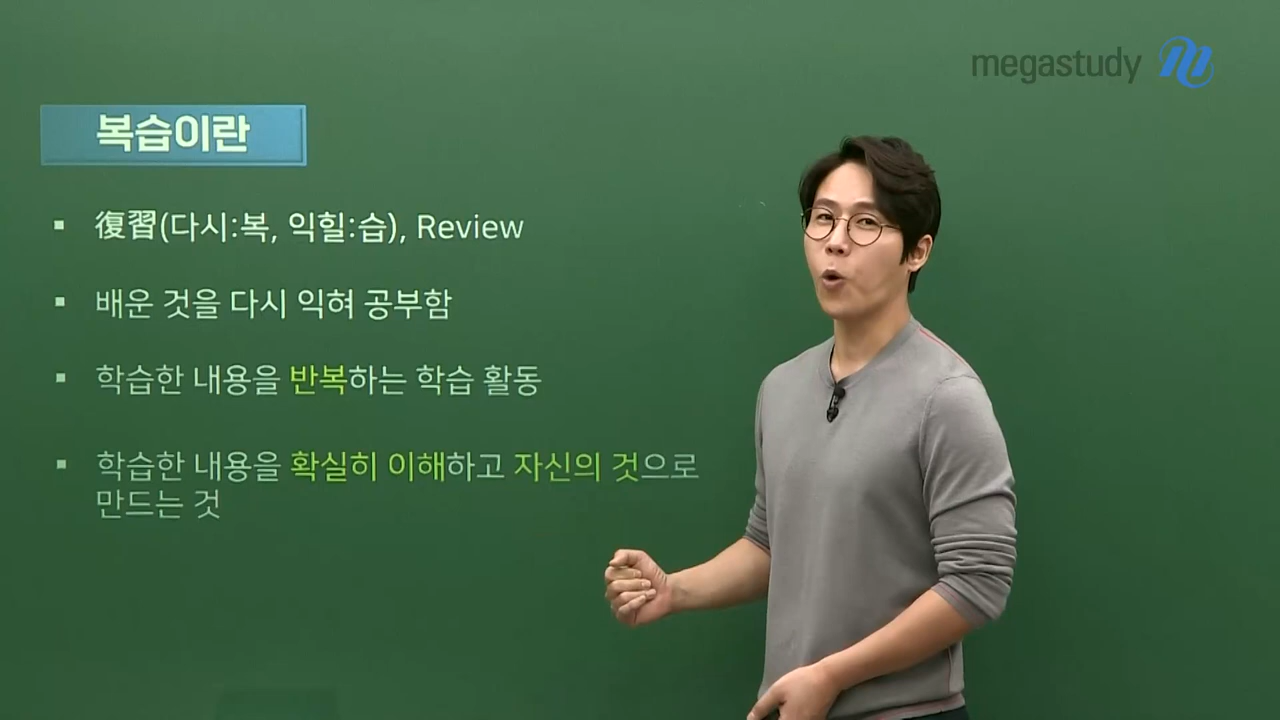 megastudy
복습이란
▪ 復習(다시:복, 익힐:습), Review
▪ 배운 것을 다시 익혀 공부함
▪ 학습한 내용을 반복하는 학습 활동
▪ 학습한 내용을 확실히 이해하고 자신의 것으로
만드는 것